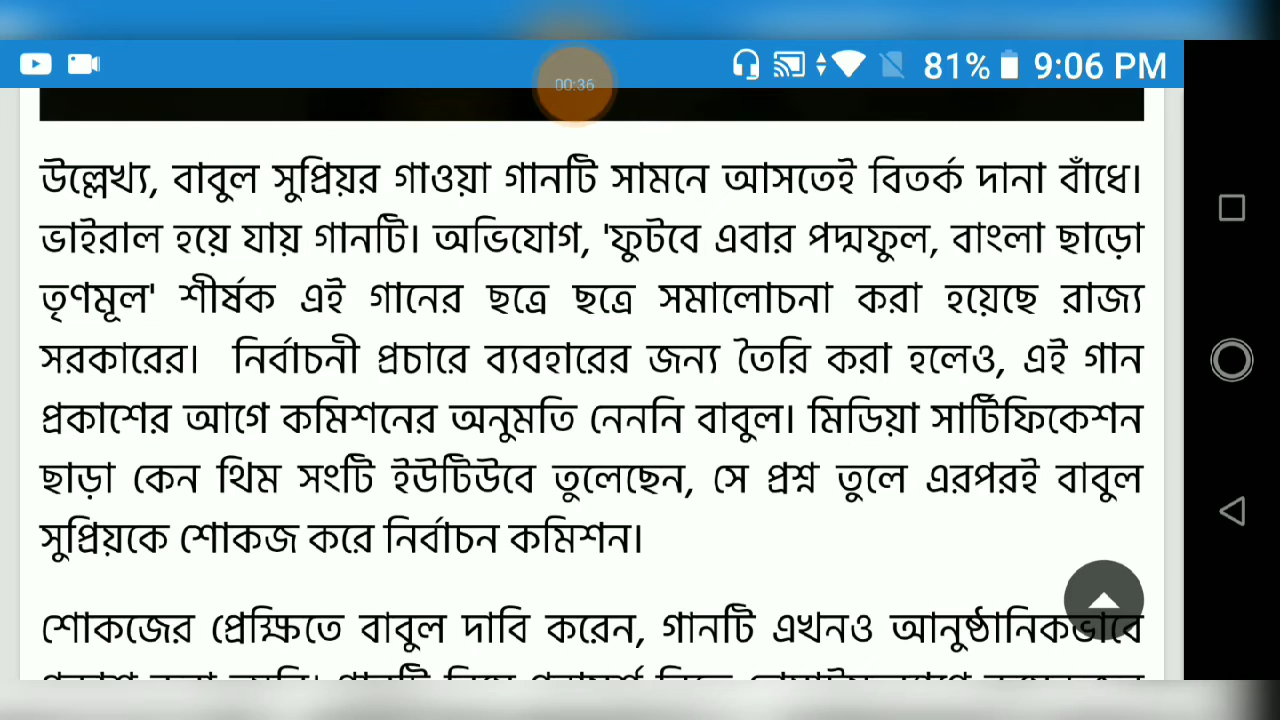 81% 9:06 PM
00:36
উল্লেখ্য, বাবুল সুপ্রিয়র গাওয়া গানটি সামনে আসতেই বিতর্ক দানা বাঁধে।
ভাইরাল হয়ে যায় গানটি। অভিযোগ, 'ফুটবে এবার পদ্মফুল, বাংলা ছাড়ো
তৃণমূল' শীর্ষক এই গানের ছত্রে ছত্রে সমালোচনা করা হয়েছে রাজ্য
সরকারের। নির্বাচনী প্রচারে ব্যবহারের জন্য তৈরি করা হলেও, এই গান
প্রকাশের আগে কমিশনের অনুমতি নেননি বাবুল। মিডিয়া সার্টিফিকেশন
ছাড়া কেন থিম সংটি ইউটিউবে তুলেছেন, সে প্রশ্ন তুলে এরপরই বাবুল
সুপ্রিয়কে শোকজ করে নির্বাচন কমিশন।
শোকজের প্রেক্ষিতে বাবুল দাবি করেন, গানটি এখনও আনুষ্ঠানিকভাবে